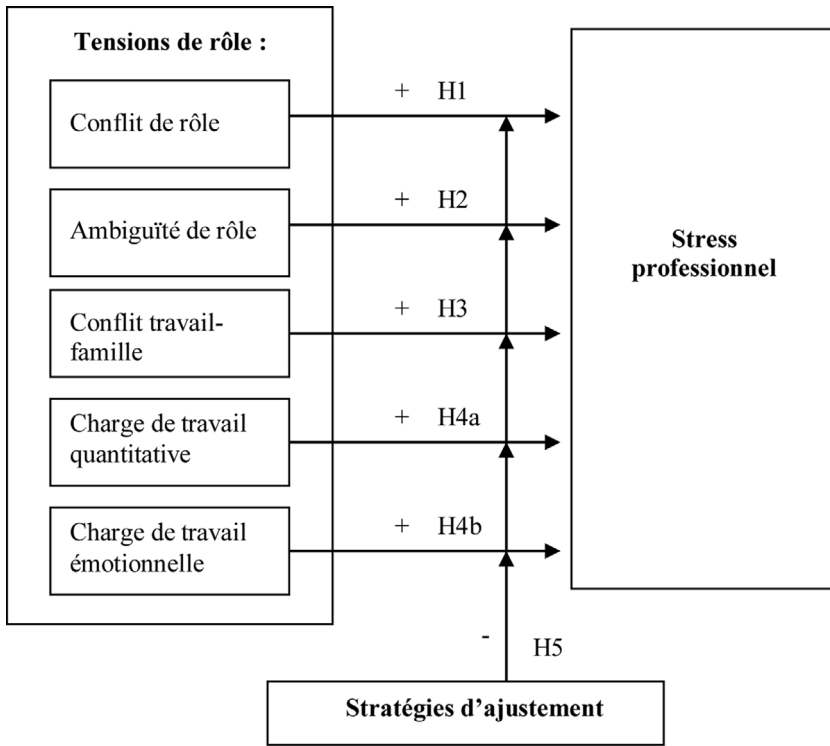 Tensions de rôle :
Conflit de rôle
+ H1
Ambiguïté de rôle
+ H2
Stress
professionnel
Conflit travail-
famille
+ H3
Charge de travail
quantitative
+ H4a
Charge de travail
émotionnelle
+ H4b
- H5
Stratégies d’ajustement